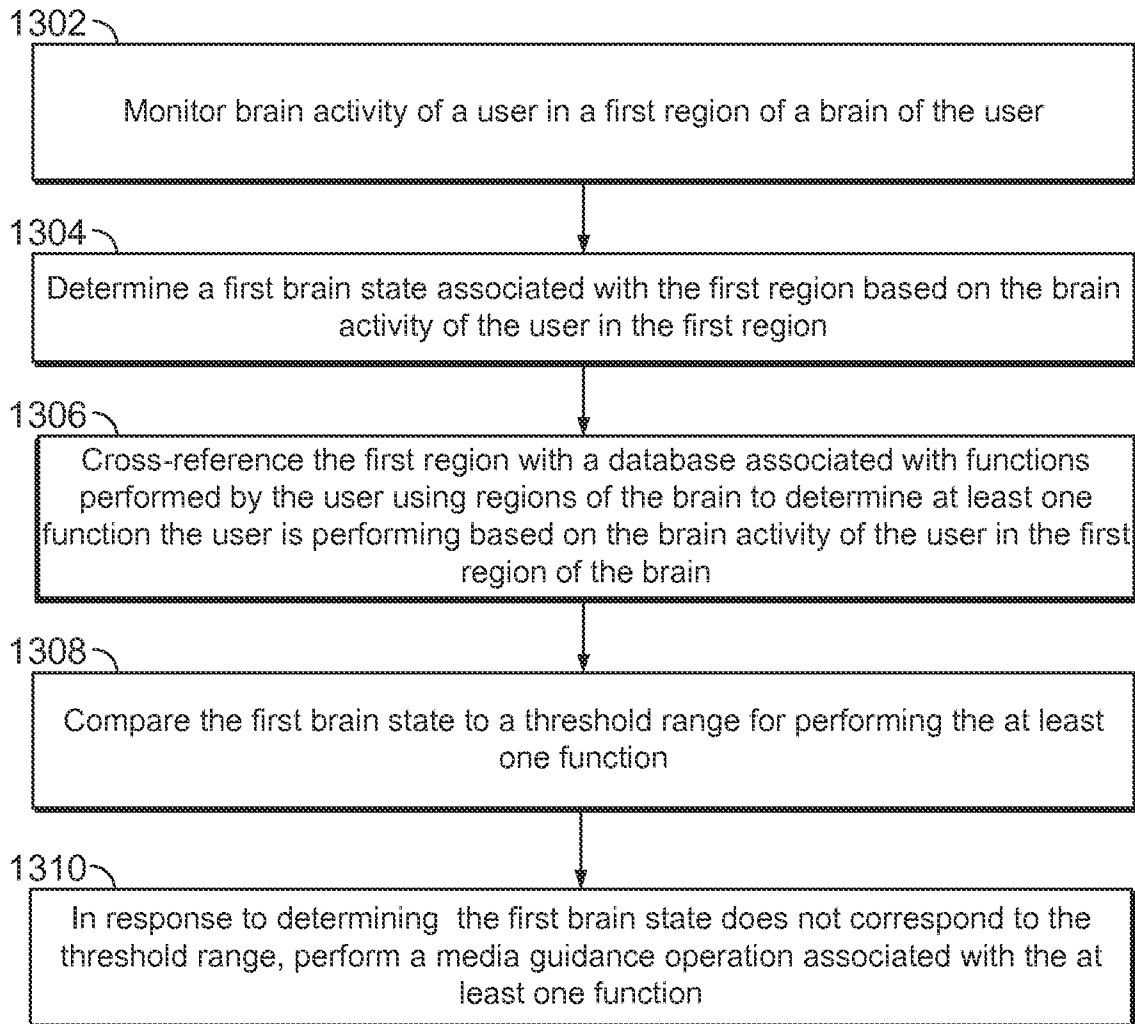 1302
Monitor brain activity of a user in a first region of a brain of the user
1304
Determine a first brain state associated with the first region based on the brain
activity of the user in the first region
1306
Cross-reference the first region with a database associated with functions
performed by the user using regions of the brain to determine at least one
function the user is performing based on the brain activity of the user in the first
region of the brain
1308
Compare the first brain state to a threshold range for performing the at least
one function
1310
In response to determining the first brain state does not correspond to the
threshold range, perform a media guidance operation associated with the at
least one function